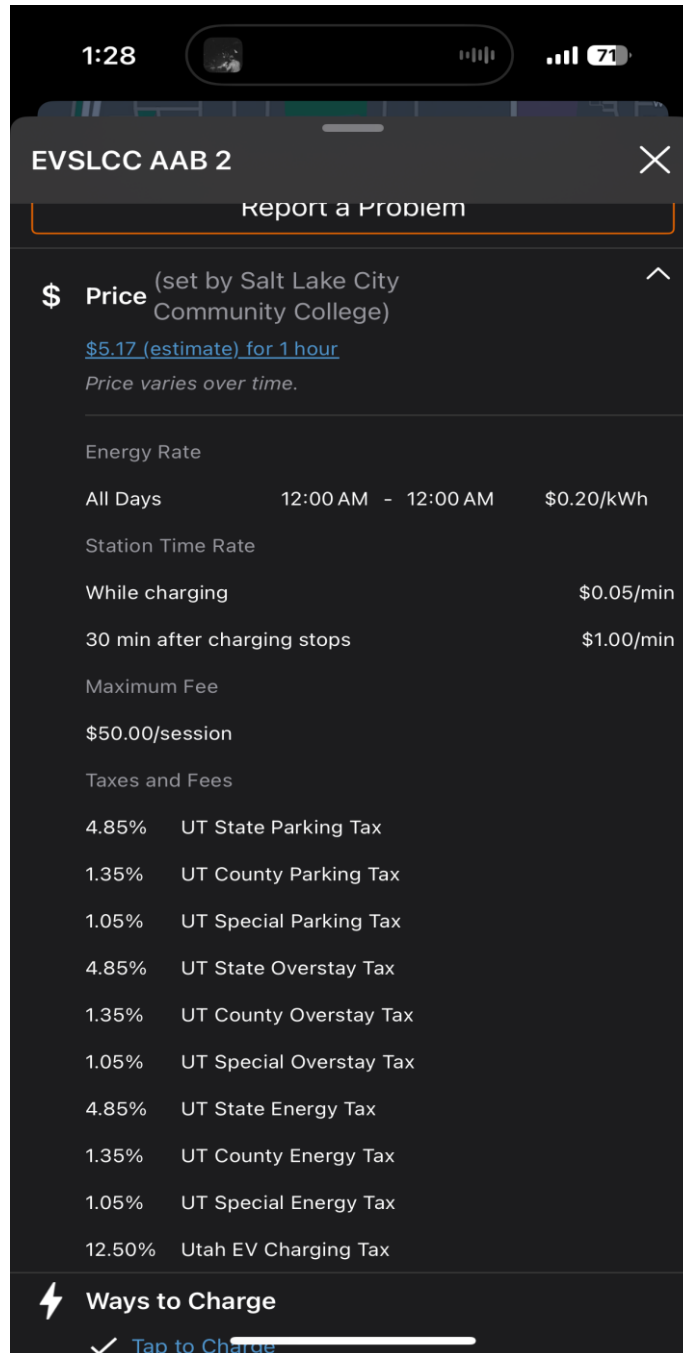 1:28
71
EVSLCC AAB 2
Report a Problem
$ Price (set by Salt Lake City
Community College)
$5.17 (estimate) for 1 hour
Price varies over time.
Energy Rate
All Days 12:00 AM - 12:00 AM $0.20/kWh
Station Time Rate
While charging $0.05/min
30 min after charging stops $1.00/min
Maximum Fee
$50.00/session
Taxes and Fees
4.85% UT State Parking Tax
1.35% UT County Parking Tax
1.05% UT Special Parking Tax
4.85% UT State Overstay Tax
1.35% UT County Overstay Tax
1.05% UT Special Overstay Tax
4.85% UT State Energy Tax
1.35% UT County Energy Tax
1.05% UT Special Energy Tax
12.50% Utah EV Charging Tax
Ways to Charge
Tap to Charge